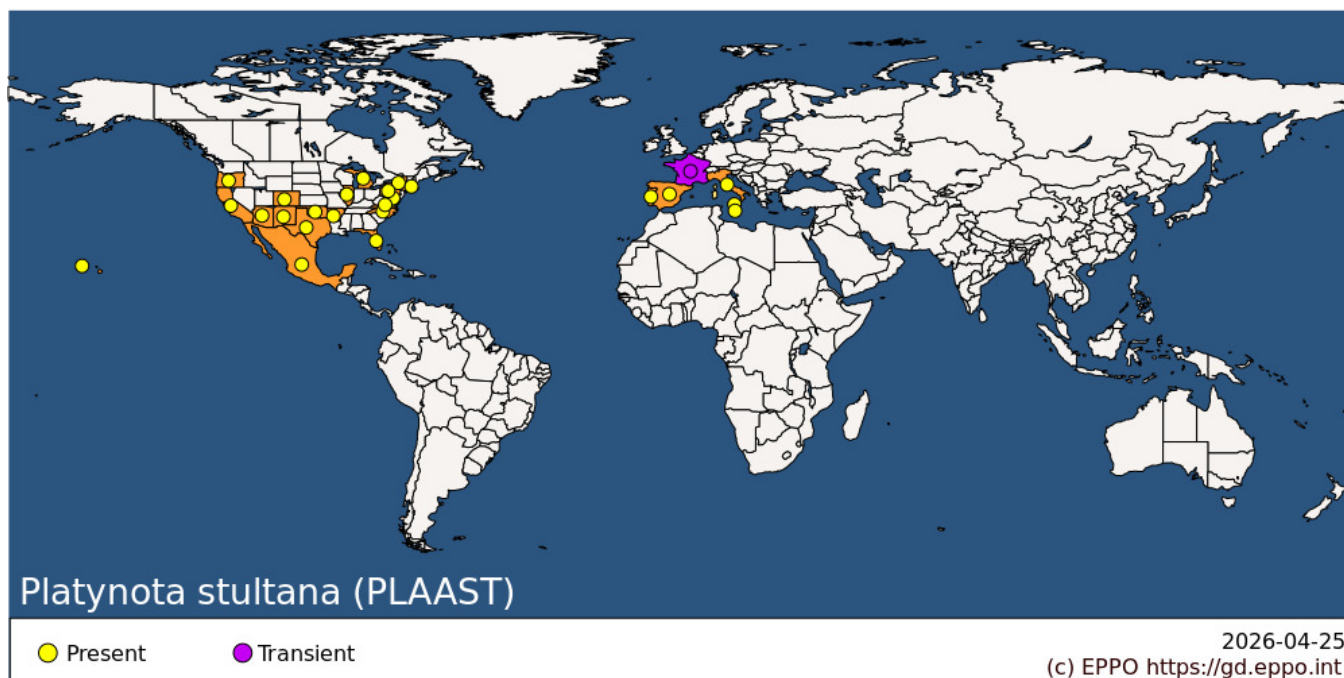 Platynota stultana (PLAAST)
Present
Transient
2026-04-25
(c) EPPO https://gd.eppo.int